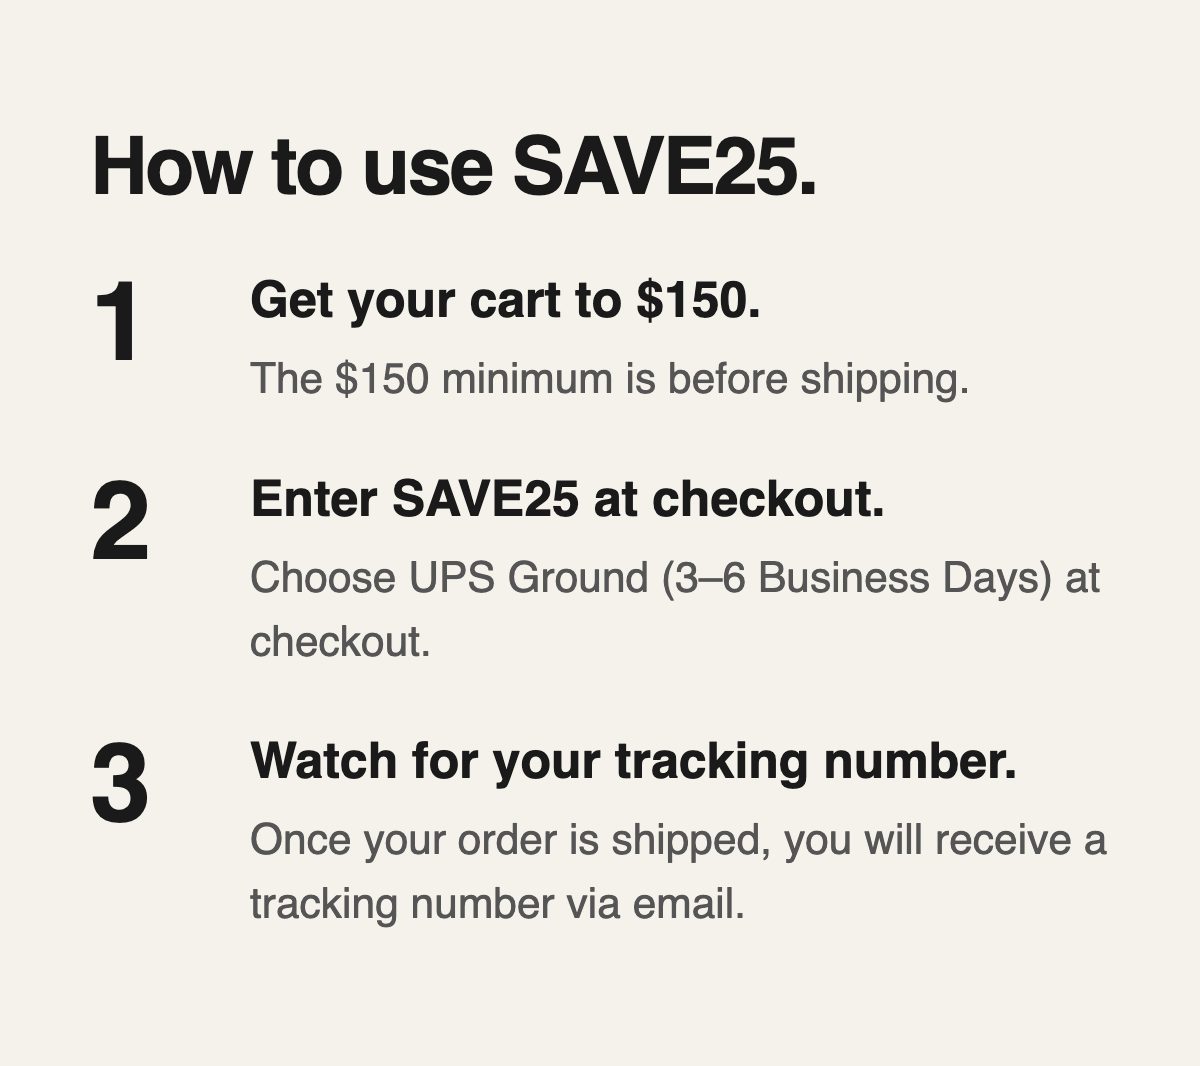 How to use SAVE25.
1
Get your cart to $150.
The $150 minimum is before shipping.
2
Enter SAVE25 at checkout.
Choose UPS Ground (3–6 Business Days) at
checkout.
3
Watch for your tracking number.
Once your order is shipped, you will receive a
tracking number via email.